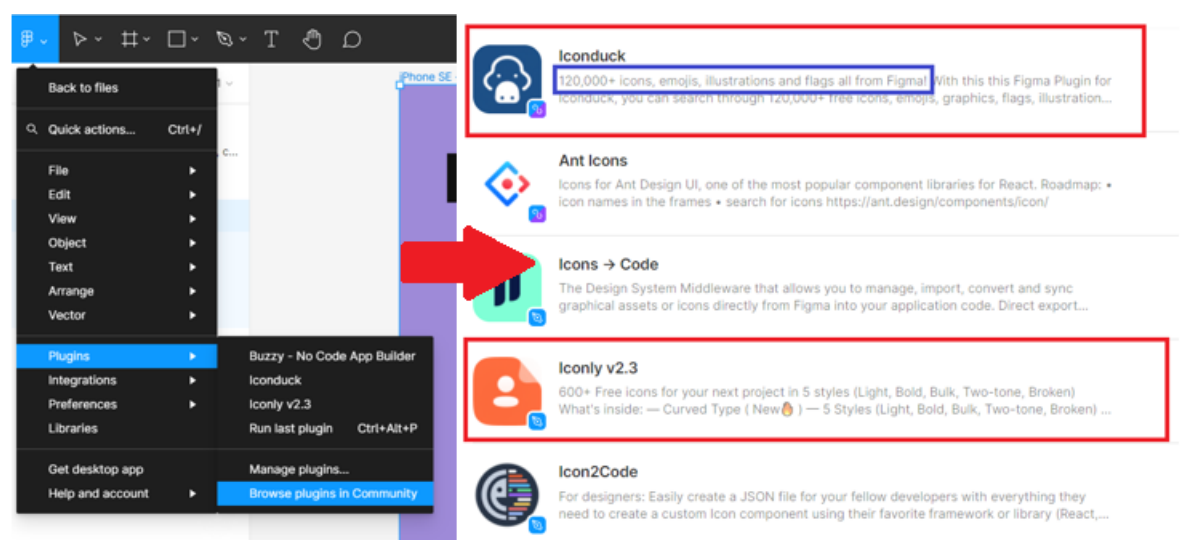 iPhone SE
Back to files
Quick actions... Ctrl+/
c...
File
Edit
View
Object
Text
Arrange
Vector
Plugins
Integrations
Preferences
Libraries
Get desktop app
Help and account
Buzzy - No Code App Builder
Iconduck
Iconly v2.3
Run last plugin Ctrl+Alt+P
Manage plugins...
Browse plugins in Community
Iconduck
120,000+ icons, emojis, illustrations and flags all from Figma! With this this Figma Plugin for
Iconduck, you can search through 120,000+ free icons, emojis, graphics, flags, illustration...
Ant Icons
Icons for Ant Design UI, one of the most popular component libraries for React. Roadmap: •
icon names in the frames • search for icons https://ant.design/components/icon/
Icons → Code
The Design System Middleware that allows you to manage, import, convert and sync
graphical assets or icons directly from Figma into your application code. Direct export...
Iconly v2.3
600+ Free icons for your next project in 5 styles (Light, Bold, Bulk, Two-tone, Broken)
What's inside: — Curved Type ( New🔥 ) — 5 Styles (Light, Bold, Bulk, Two-tone, Broken) ...
Icon2Code
For designers: Easily create a JSON file for your fellow developers with everything they
need to create a custom Icon component using their favorite framework or library (React,...